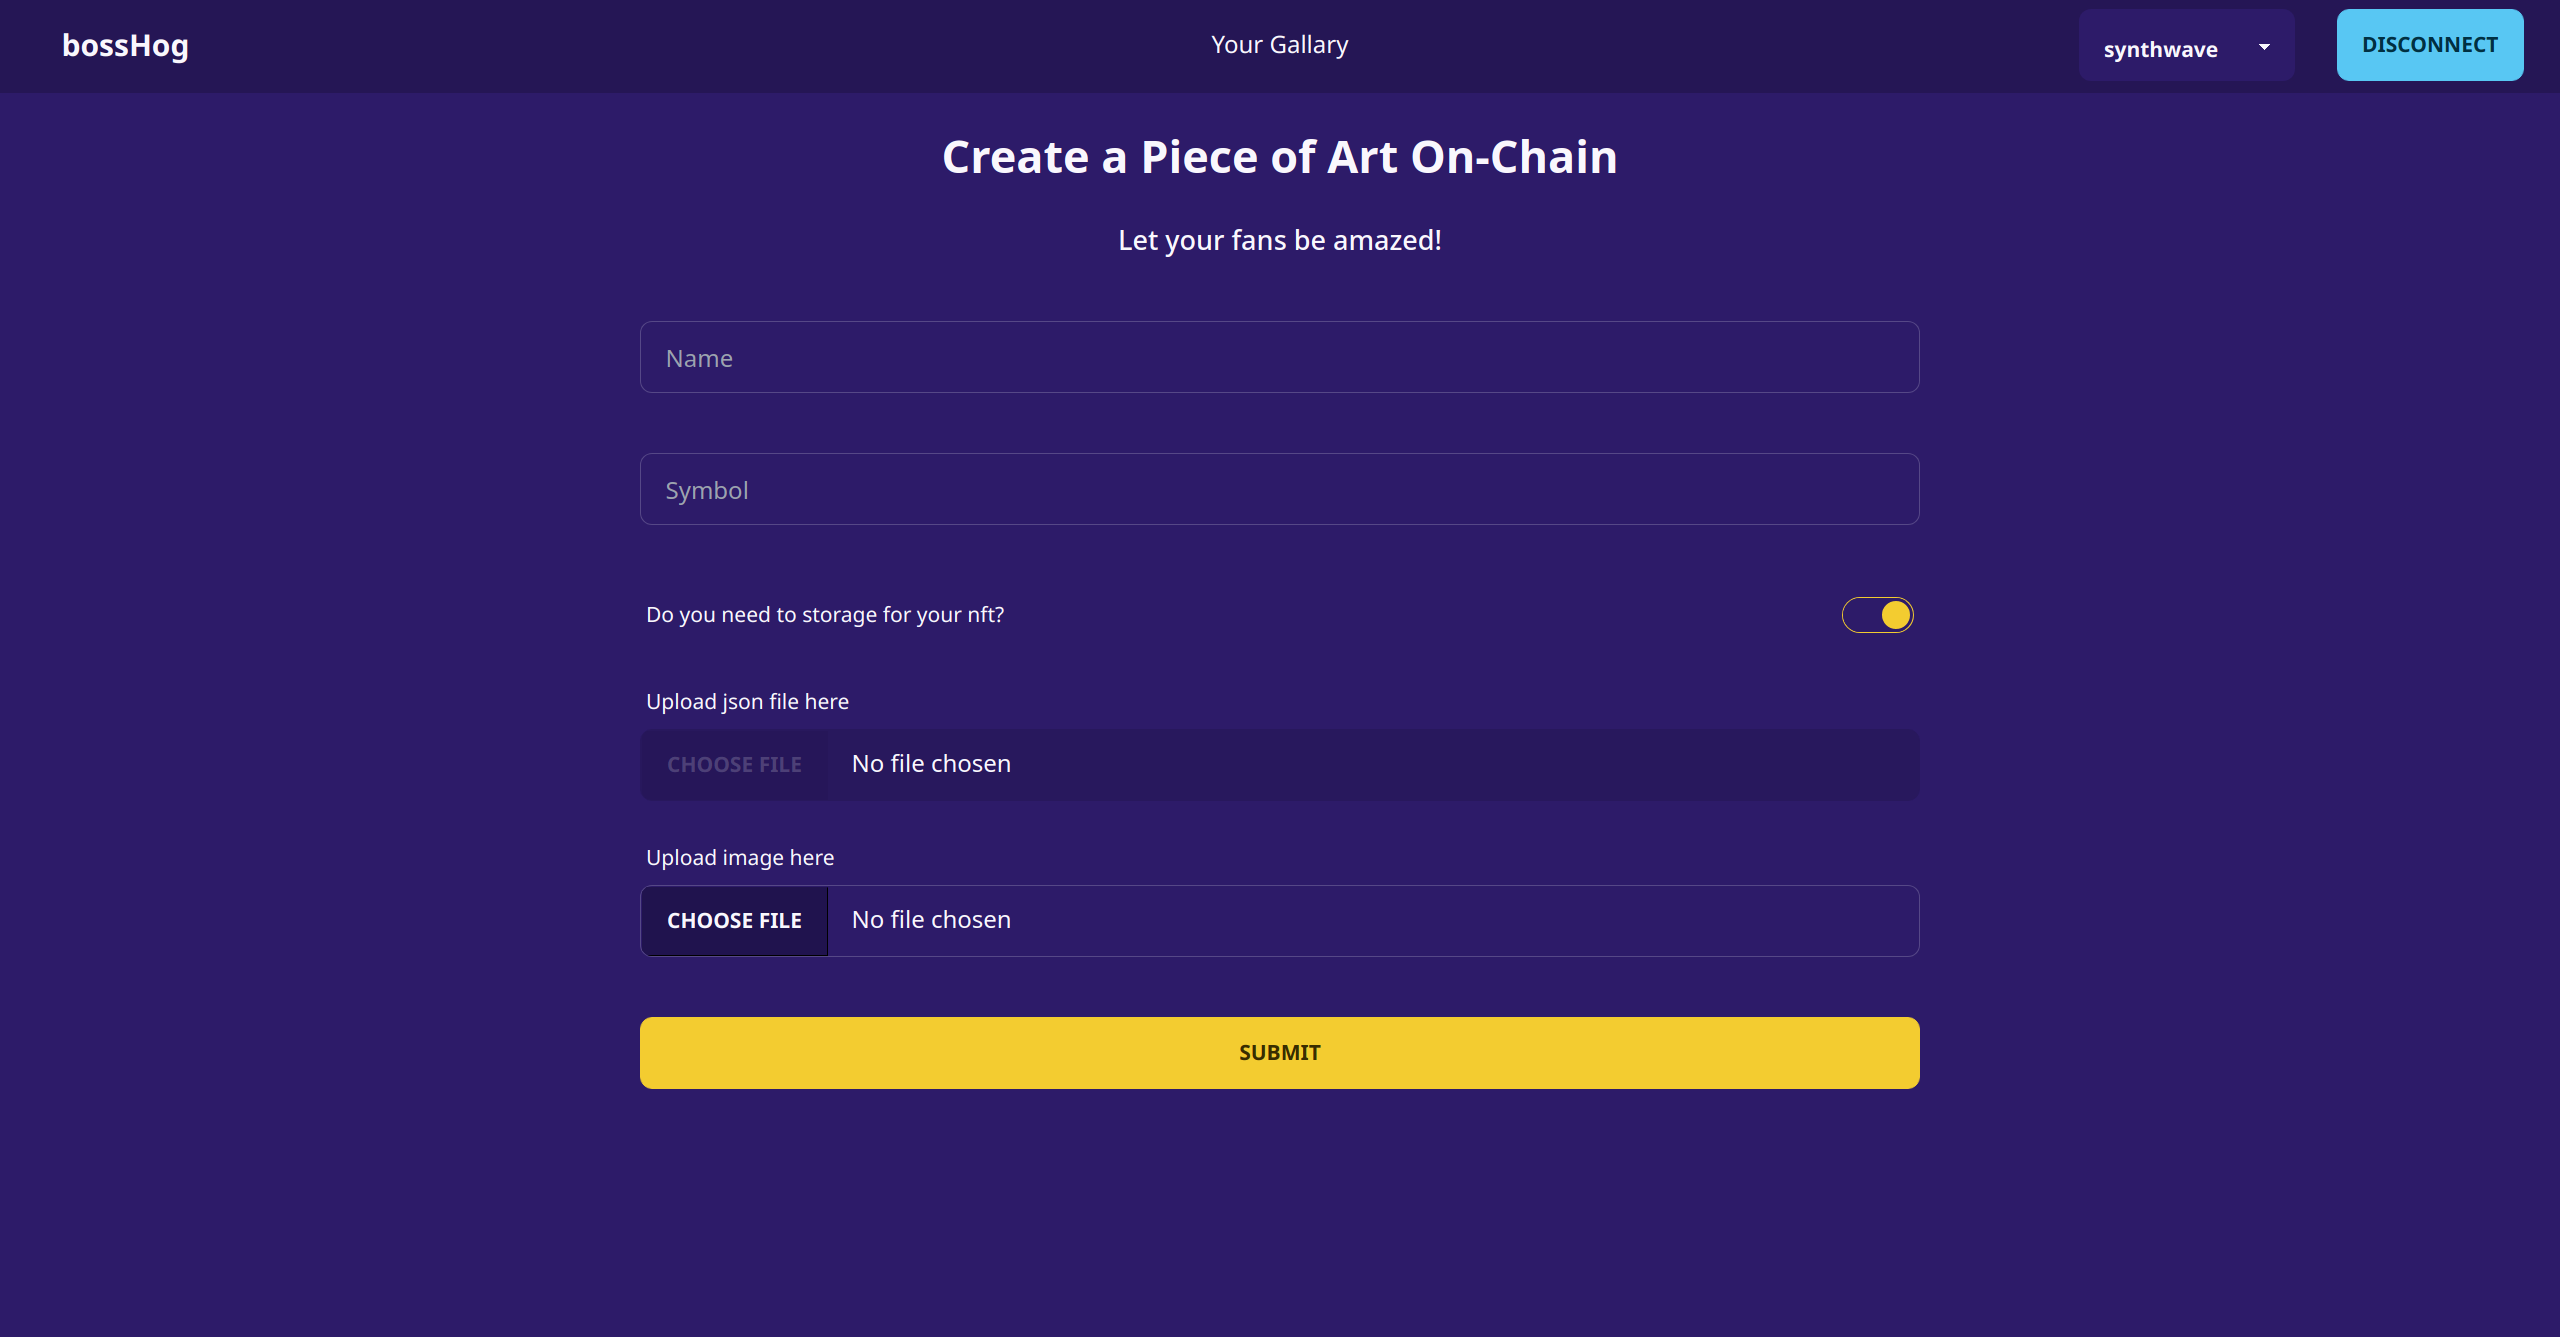 bossHog
Your Gallary
synthwave
DISCONNECT
Create a Piece of Art On-Chain
Let your fans be amazed!
Name
Symbol
Do you need to storage for your nft?
Upload json file here
CHOOSE FILE No file chosen
Upload image here
CHOOSE FILE No file chosen
SUBMIT